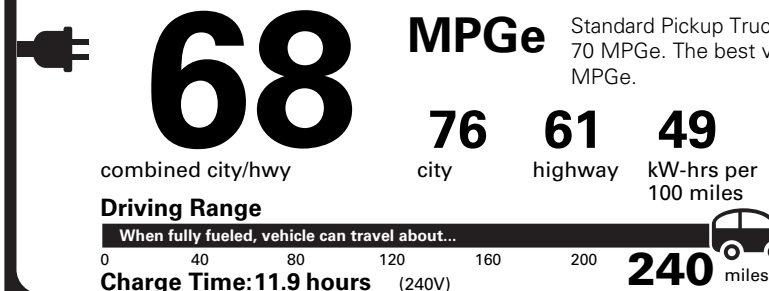 68 MPGe
Standard Pickup Truc
70 MPGe. The best v
MPGe.
76 61 49
combined city/hwy city highway kW-hrs per
100 miles
Driving Range
When fully fueled, vehicle can travel about...
0 40 80 120 160 200 240 miles
Charge Time: 11.9 hours (240V)